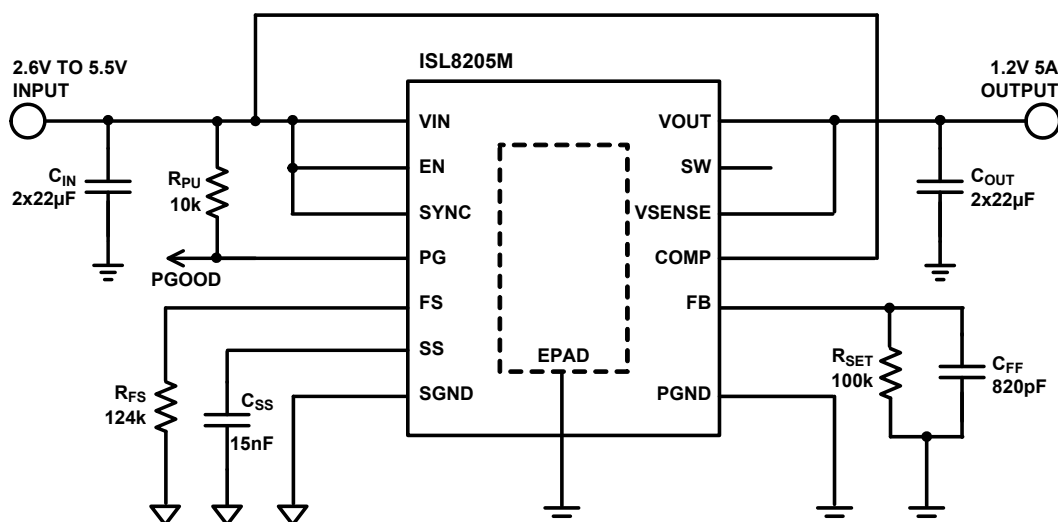 ISL8205M
2.6V TO 5.5V
INPUT
1.2V 5A
OUTPUT
VIN
EN
SYNC
PG
FS
SS
SGND
VOUT
SW
VSENSE
COMP
FB
PGND
EPAD
CIN
2x22µF
RPU
10k
PGOOD
RFS
124k
CSS
15nF
COUT
2x22µF
RSET
100k
CFF
820pF